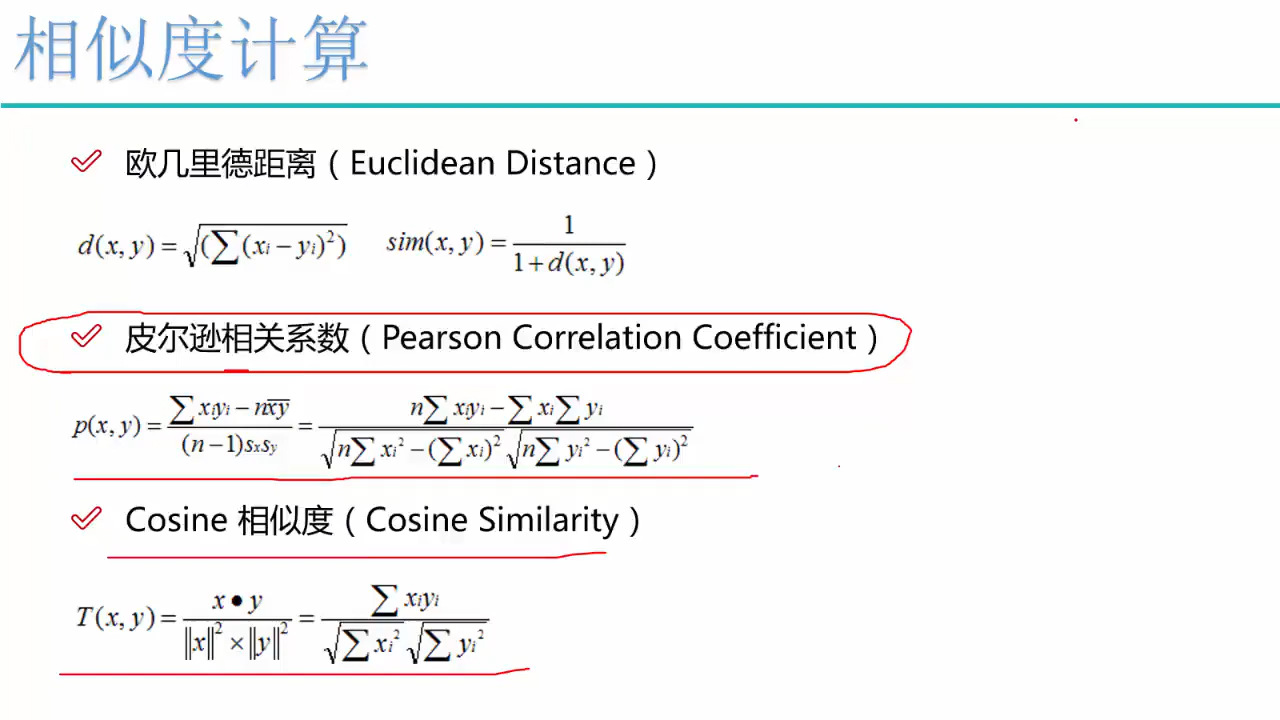 相似度计算
欧几里德距离（Euclidean Distance）
d(x, y) = √((∑(xi − yi)²)) sim(x, y) = 1 / (1 + d(x, y))
皮尔逊相关系数（Pearson Correlation Coefficient）
p(x, y) = (∑ xiyi − n x̅y̅) / ((n − 1)sxsy) = (n∑ xiyi − ∑ xi∑ yi) / (√(n∑ xi² − (∑ xi)²) √(n∑ yi² − (∑ yi)²))
Cosine 相似度（Cosine Similarity）
T(x, y) = (x • y) / (‖x‖² × ‖y‖²) = (∑ xiyi) / (√(∑ xi²) √(∑ yi²))